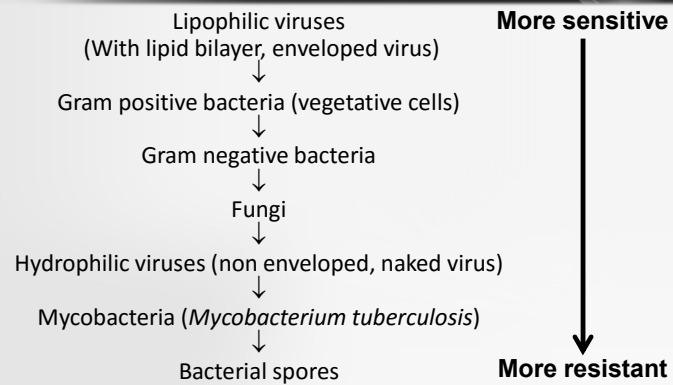 Lipophilic viruses More sensitive
(With lipid bilayer, enveloped virus)
↓
Gram positive bacteria (vegetative cells)
↓
Gram negative bacteria
↓
Fungi
↓
Hydrophilic viruses (non enveloped, naked virus)
↓
Mycobacteria (Mycobacterium tuberculosis)
↓
Bacterial spores More resistant